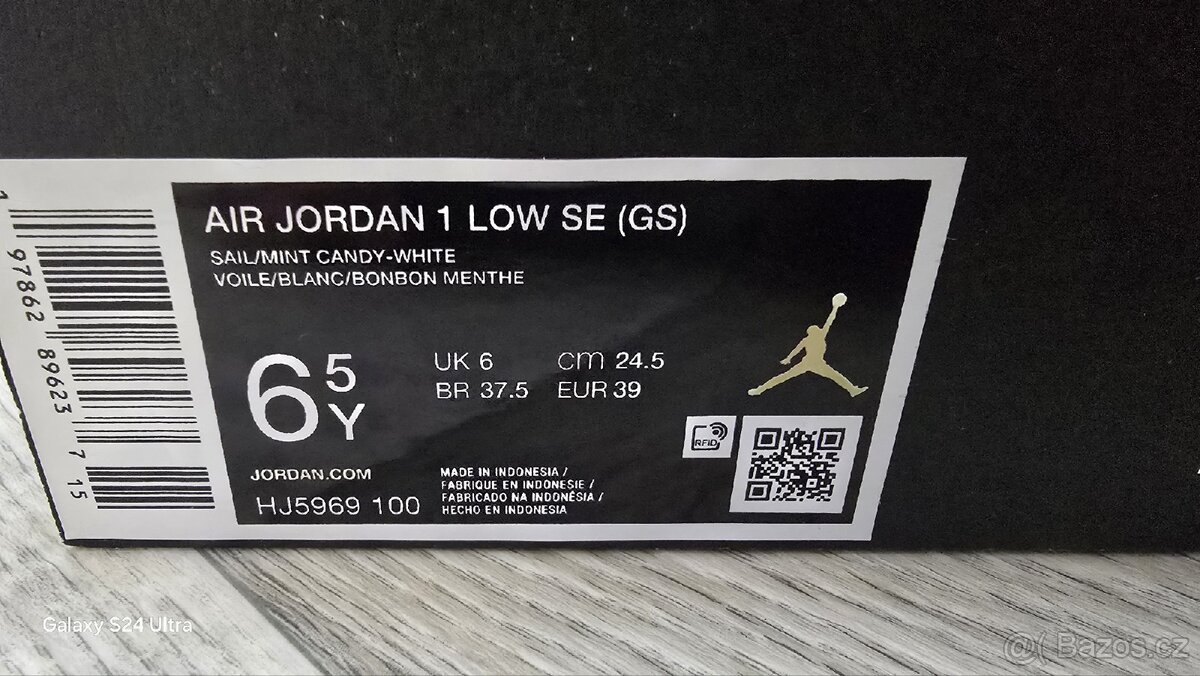 AIR JORDAN 1 LOW SE (GS)
SAIL/MINT CANDY-WHITE
VOILE/BLANC/BONBON MENTHE
6 5 Y
UK 6 cm 24.5
BR 37.5 EUR 39
JORDAN.COM
HJ5969 100
MADE IN INDONESIA /
FABRIQUE EN INDONESIE /
FABRICADO NA INDONÉSIA /
HECHO EN INDONESIA
RFID
1 97862 89623 7 15
Galaxy S24 Ultra
@( Bazos.cz